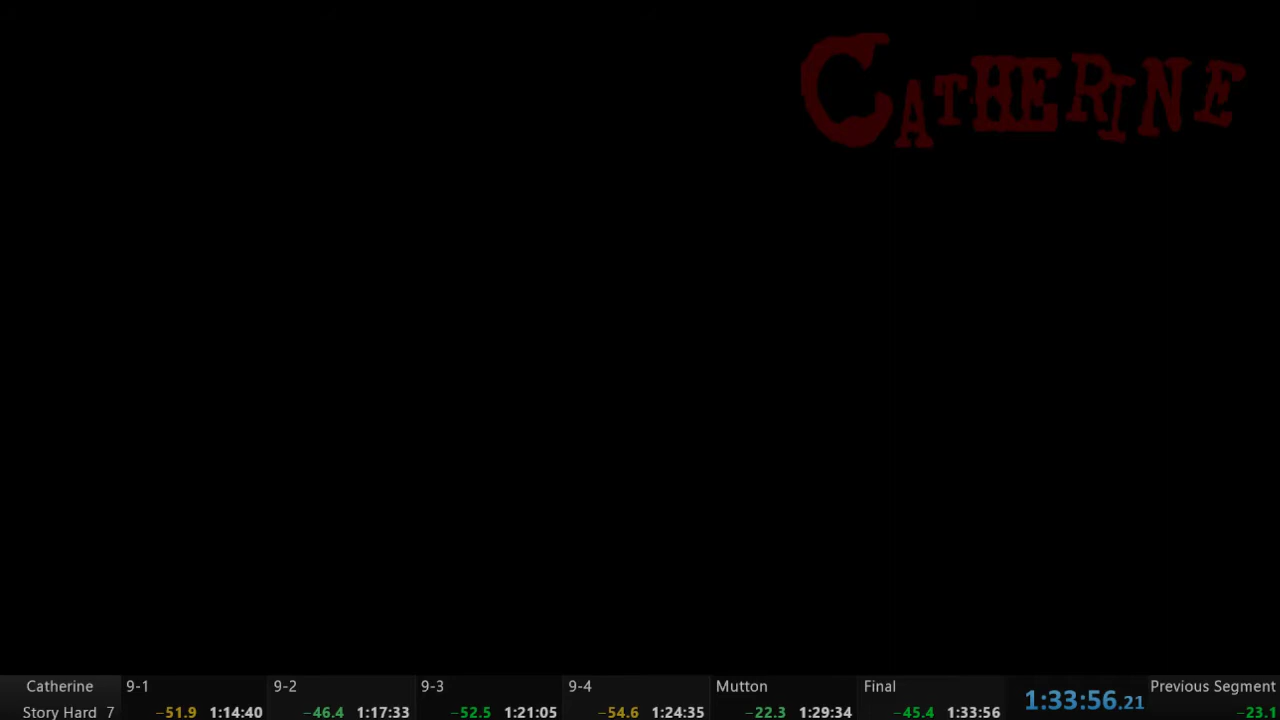 CATHERINE
Catherine 9-1 9-2 9-3 9-4 Mutton Final 1:33:56.21 Previous Segment
Story Hard 7 −51.9 1:14:40 −46.4 1:17:33 −52.5 1:21:05 −54.6 1:24:35 −22.3 1:29:34 −45.4 1:33:56 −23.1